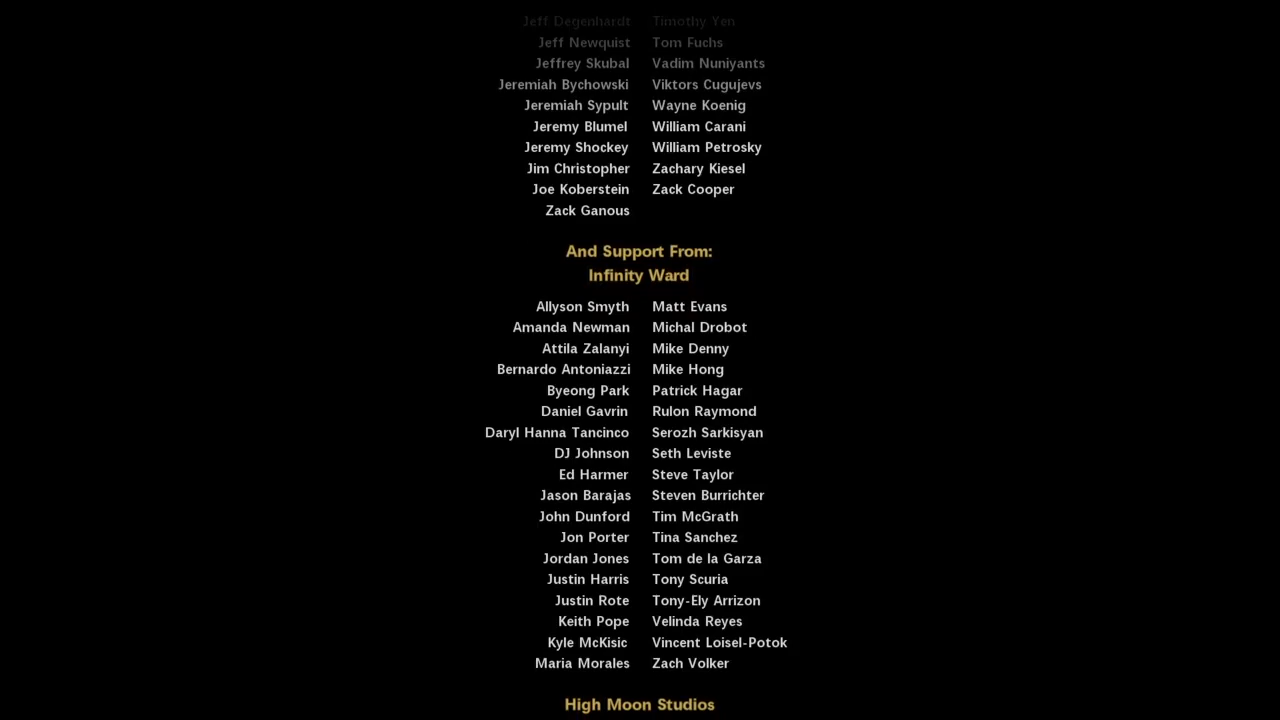 Jeff Degenhardt Timothy Yen
Jeff Newquist Tom Fuchs
Jeffrey Skubal Vadim Nuniyants
Jeremiah Bychowski Viktors Cugujevs
Jeremiah Sypult Wayne Koenig
Jeremy Blumel William Carani
Jeremy Shockey William Petrosky
Jim Christopher Zachary Kiesel
Joe Koberstein Zack Cooper
Zack Ganous
And Support From:
Infinity Ward
Allyson Smyth Matt Evans
Amanda Newman Michal Drobot
Attila Zalanyi Mike Denny
Bernardo Antoniazzi Mike Hong
Byeong Park Patrick Hagar
Daniel Gavrin Rulon Raymond
Daryl Hanna Tancinco Serozh Sarkisyan
DJ Johnson Seth Leviste
Ed Harmer Steve Taylor
Jason Barajas Steven Burrichter
John Dunford Tim McGrath
Jon Porter Tina Sanchez
Jordan Jones Tom de la Garza
Justin Harris Tony Scuria
Justin Rote Tony-Ely Arrizon
Keith Pope Velinda Reyes
Kyle McKisic Vincent Loisel-Potok
Maria Morales Zach Volker
High Moon Studios